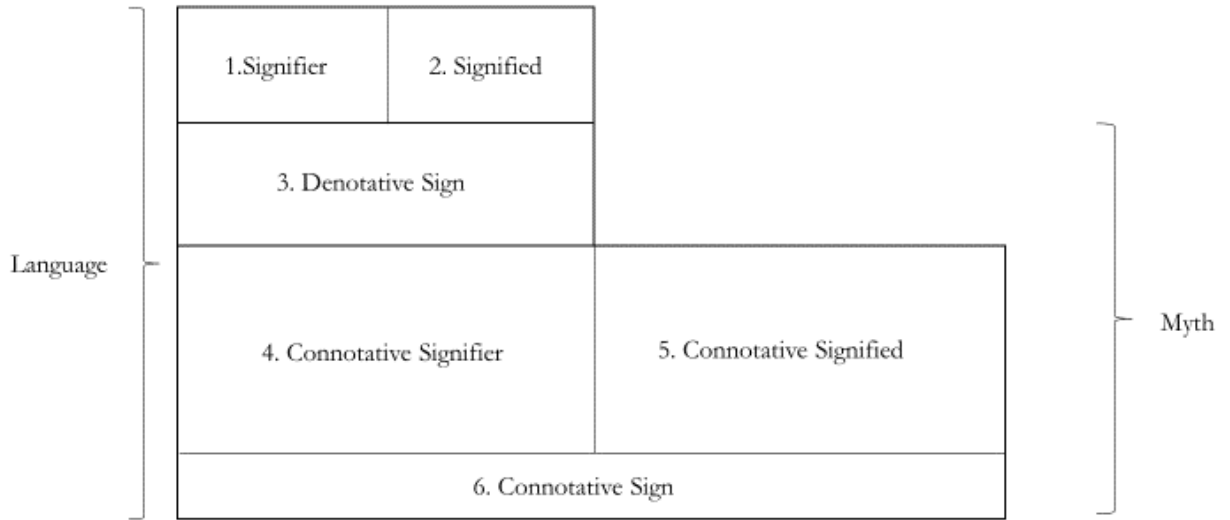 1.Signifier
2. Signified
3. Denotative Sign
Language
4. Connotative Signifier
5. Connotative Signified
Myth
6. Connotative Sign